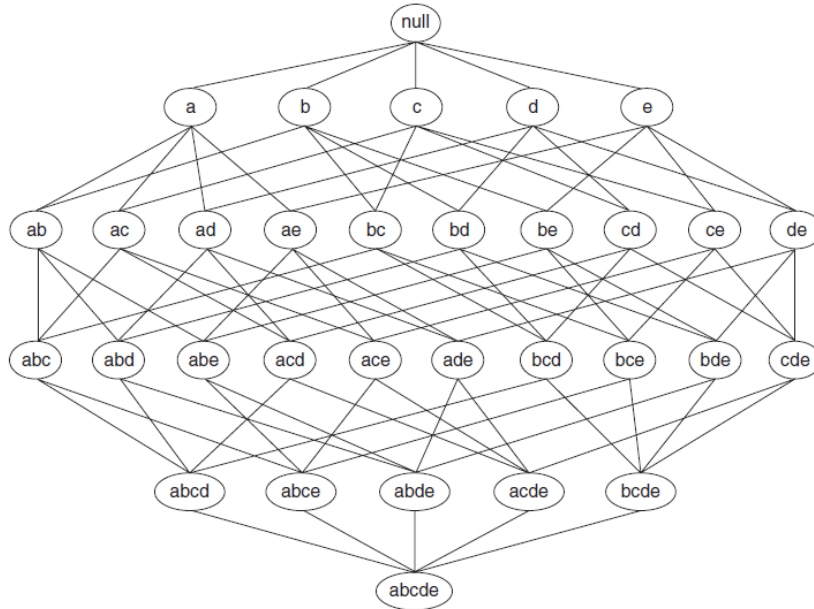 null
a b c d e
ab ac ad ae bc bd be cd ce de
abc abd abe acd ace ade bcd bce bde cde
abcd abce abde acde bcde
abcde